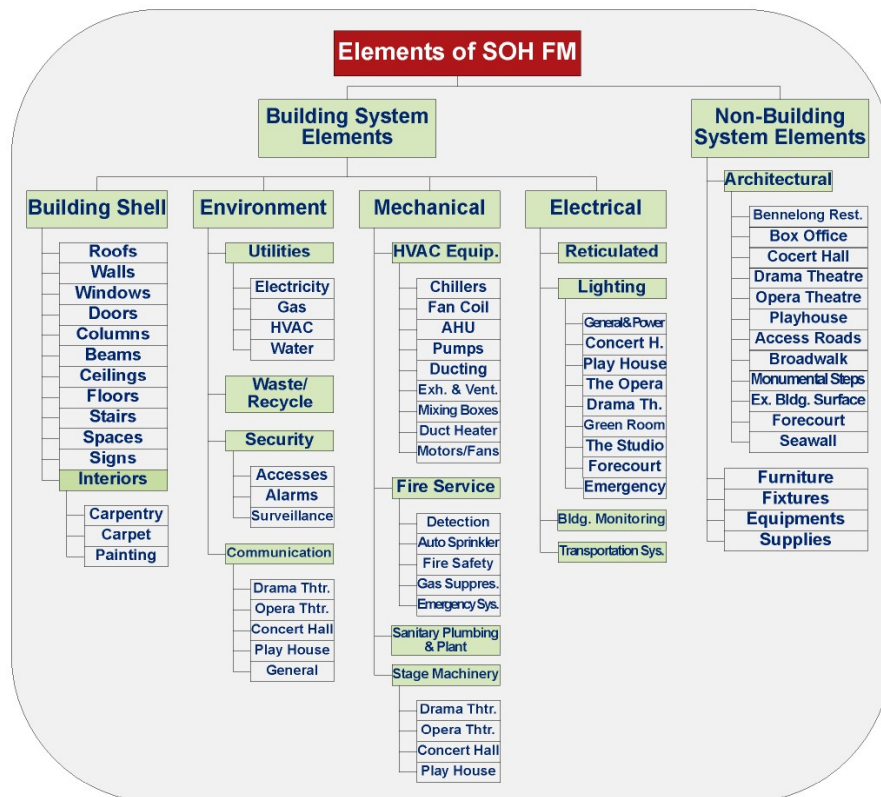 Elements of SOH FM
Building System
Elements
Non-Building
System Elements
Building Shell
Roofs
Walls
Windows
Doors
Columns
Beams
Ceilings
Floors
Stairs
Spaces
Signs
Interiors
Carpentry
Carpet
Painting
Environment
Utilities
Electricity
Gas
HVAC
Water
Waste/
Recycle
Security
Accesses
Alarms
Surveillance
Communication
Drama Thtr.
Opera Thtr.
Concert Hall
Play House
General
Mechanical
HVAC Equip.
Chillers
Fan Coil
AHU
Pumps
Ducting
Exh. & Vent.
Mixing Boxes
Duct Heater
Motors/Fans
Fire Service
Detection
Auto Sprinkler
Fire Safety
Gas Suppres.
Emergency Sys.
Sanitary Plumbing
& Plant
Stage Machinery
Drama Thtr.
Opera Thtr.
Concert Hall
Play House
Electrical
Reticulated
Lighting
General& Power
Concert H.
Play House
The Opera
Drama Th.
Green Room
The Studio
Forecourt
Emergency
Bldg. Monitoring
Transportation Sys.
Architectural
Bennelong Rest.
Box Office
Cocert Hall
Drama Theatre
Opera Theatre
Playhouse
Access Roads
Broadwalk
Monumental Steps
Ex. Bldg. Surface
Forecourt
Seawall
Furniture
Fixtures
Equipments
Supplies